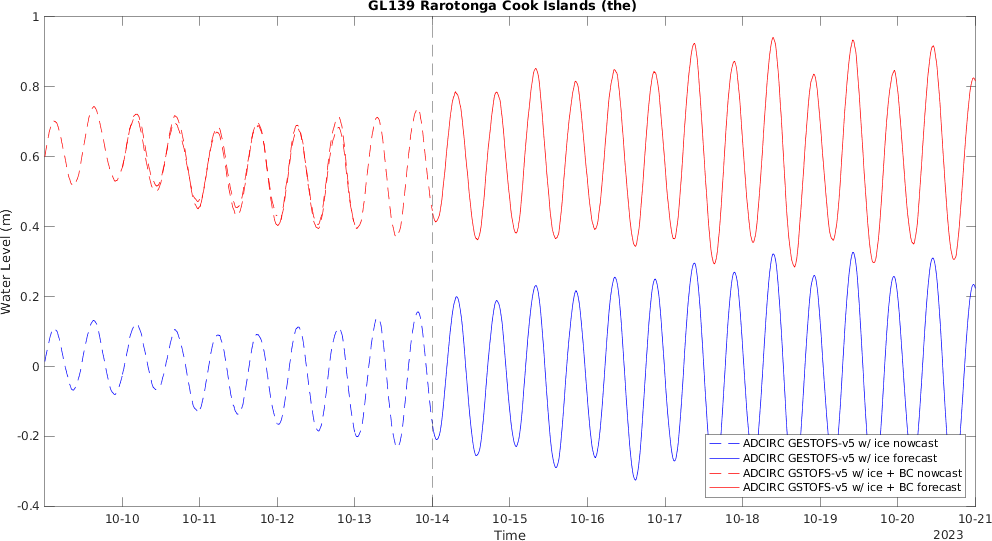 GL139 Rarotonga Cook Islands (the)
1
0.8
0.6
0.4
0.2
0
-0.2
-0.4
Water Level (m)
ADCIRC GESTOFS-v5 w/ ice nowcast
ADCIRC GESTOFS-v5 w/ ice forecast
ADCIRC GSTOFS-v5 w/ ice + BC nowcast
ADCIRC GSTOFS-v5 w/ ice + BC forecast
10-10 10-11 10-12 10-13 10-14 10-15 10-16 10-17 10-18 10-19 10-20 10-21
Time
2023